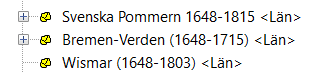 Svenska Pommern 1648-1815 <Län>
Bremen-Verden (1648-1715) <Län>
Wismar (1648-1803) <Län>